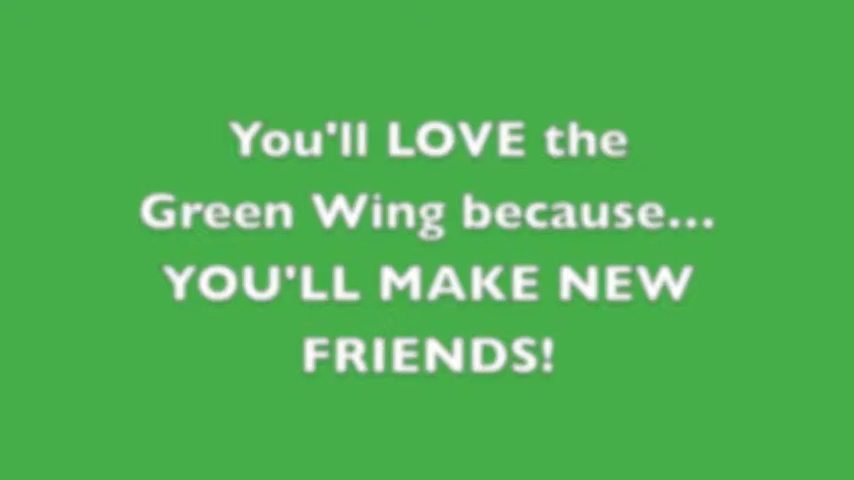 You'll LOVE the
Green Wing because...
YOU'LL MAKE NEW
FRIENDS!